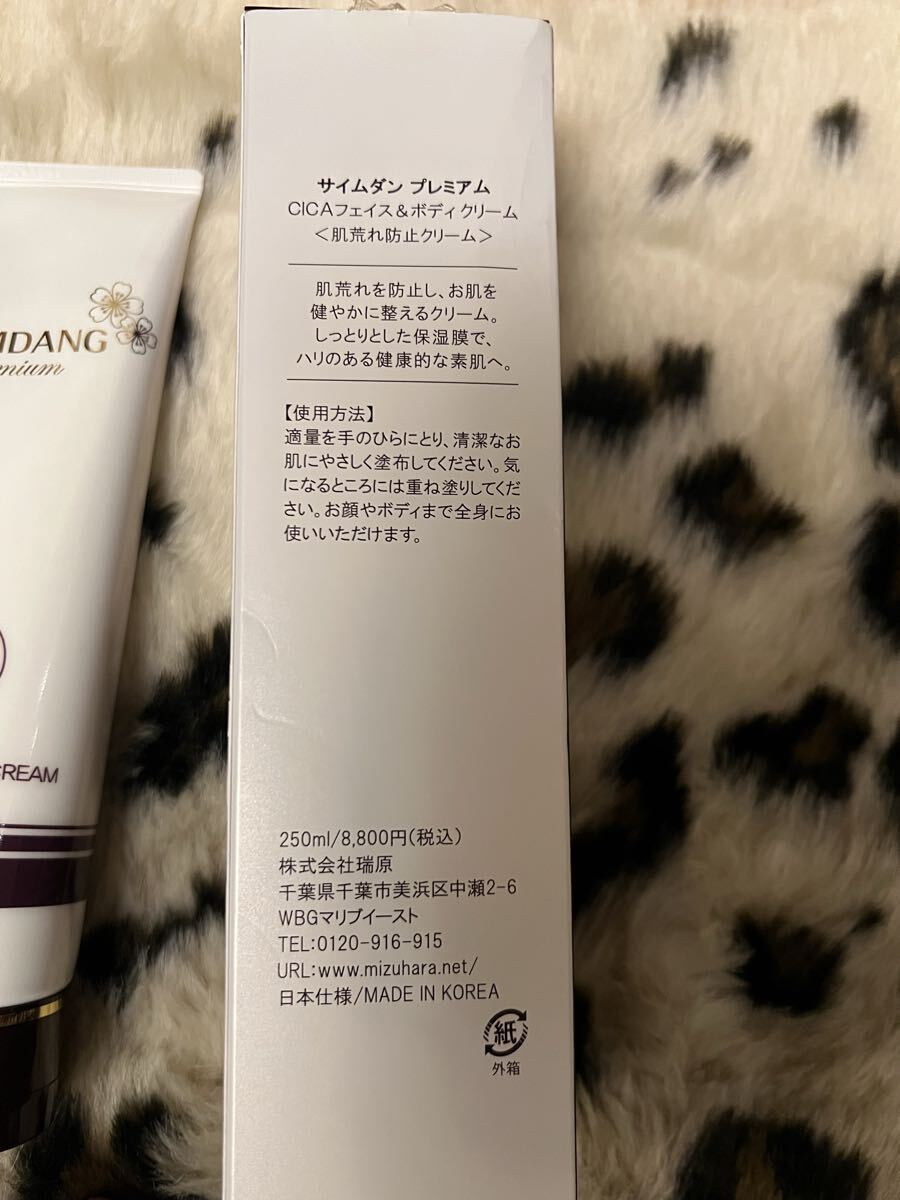 MDANG
mium
CREAM
サイムダン プレミアム
CICAフェイス＆ボディクリーム
＜肌荒れ防止クリーム＞
肌荒れを防止し、お肌を
健やかに整えるクリーム。
しっとりとした保湿膜で、
ハリのある健康的な素肌へ。
【使用方法】
適量を手のひらにとり、清潔なお
肌にやさしく塗布してください。気
になるところには重ね塗りしてくだ
さい。お顔やボディまで全身にお
使いいただけます。
250ml/8,800円(税込)
株式会社瑞原
千葉県千葉市美浜区中瀬2-6
WBGマリブイースト
TEL:0120-916-915
URL:www.mizuhara.net/
日本仕様/MADE IN KOREA
紙
外箱